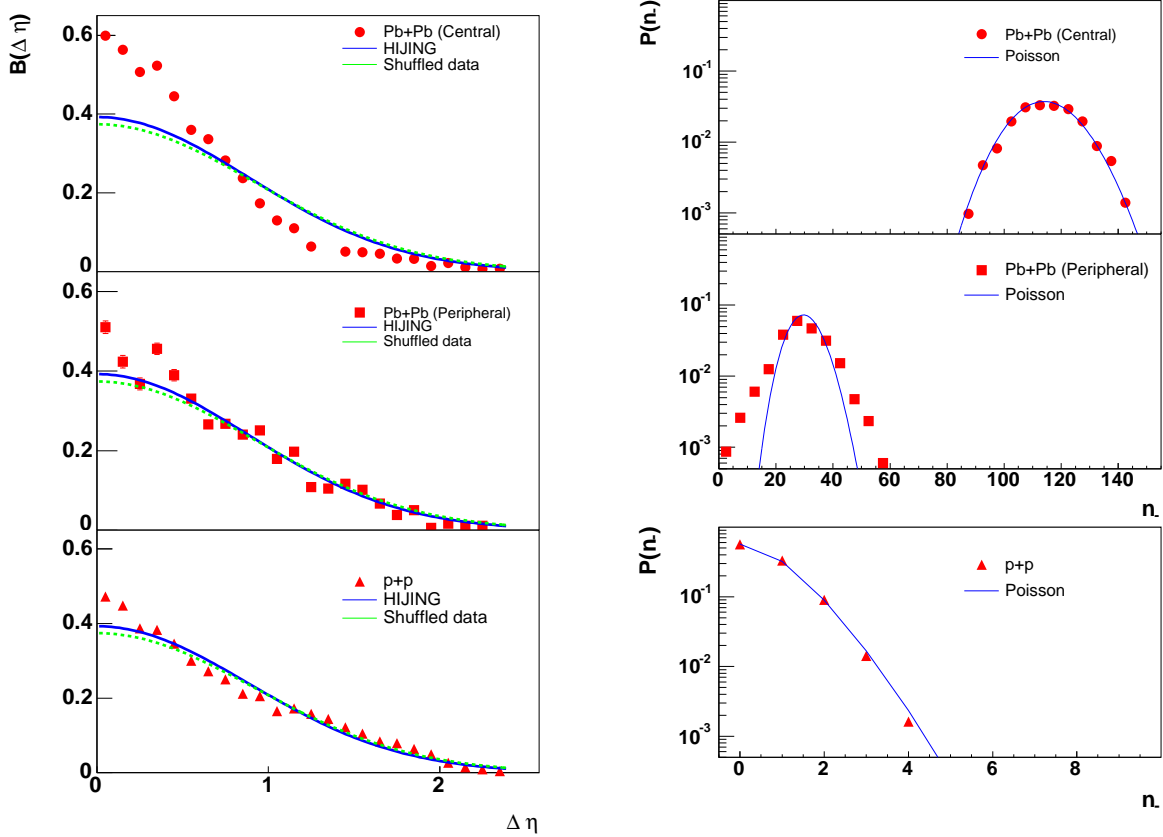 B(Δ η)
0.6
0.4
0.2
0
Pb+Pb (Central)
HIJING
Shuffled data
0.6
0.4
0.2
0
Pb+Pb (Peripheral)
HIJING
Shuffled data
0.6
0.4
0.2
0
p+p
HIJING
Shuffled data
0 1 2
Δ η
P(n-)
10-1
10-2
10-3
Pb+Pb (Central)
Poisson
10-1
10-2
10-3
Pb+Pb (Peripheral)
Poisson
0 20 40 60 80 100 120 140
n-
P(n-)
10-1
10-2
10-3
p+p
Poisson
0 2 4 6 8
n-